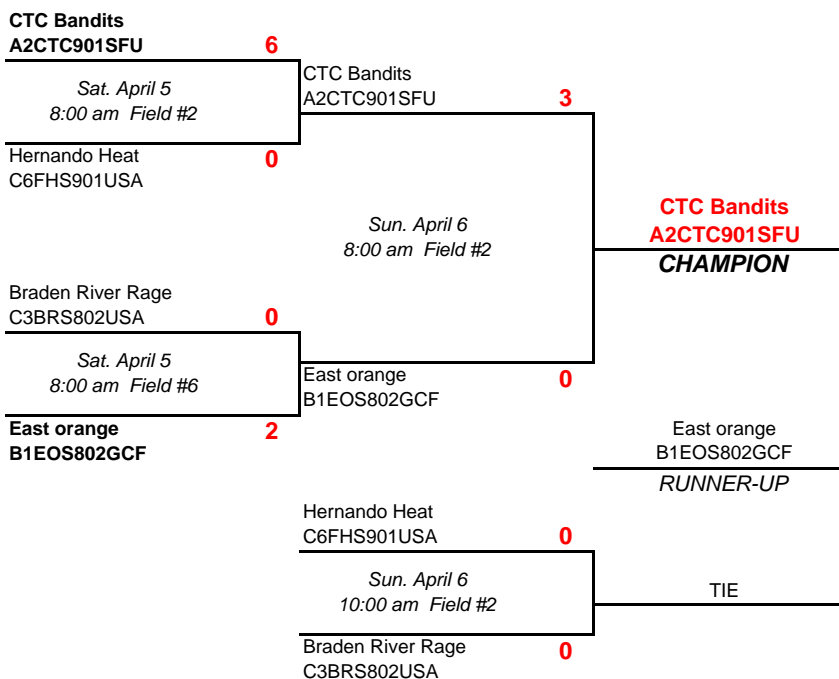 CTC Bandits
A2CTC901SFU 6
Sat. April 5
8:00 am Field #2
Hernando Heat 0
C6FHS901USA
CTC Bandits
A2CTC901SFU 3
Sun. April 6
8:00 am Field #2
CTC Bandits
A2CTC901SFU
CHAMPION
Braden River Rage
C3BRS802USA 0
Sat. April 5
8:00 am Field #6
East orange 2
B1EOS802GCF
East orange 0
B1EOS802GCF
East orange
B1EOS802GCF
RUNNER-UP
Hernando Heat
C6FHS901USA 0
Sun. April 6
10:00 am Field #2
TIE
Braden River Rage 0
C3BRS802USA